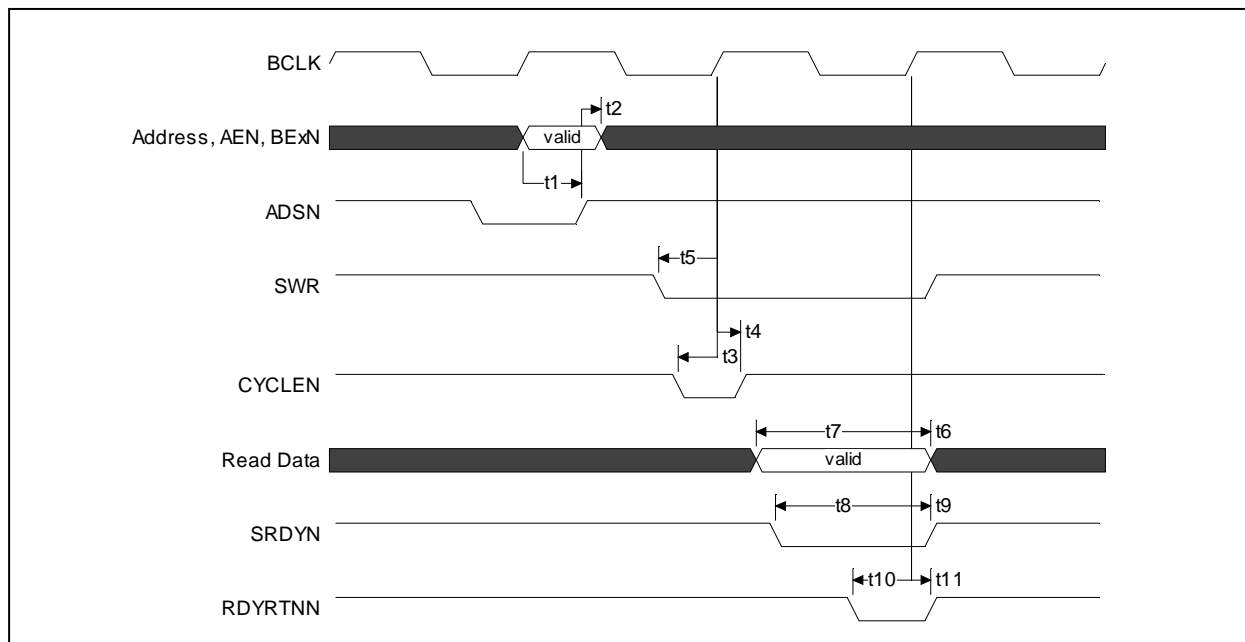 BCLK
t2
Address, AEN, BExN
valid
t1
ADSN
t5
SWR
t4
t3
CYCLEN
t7
t6
Read Data
valid
t8
t9
SRDYN
t10
t11
RDYRTNN